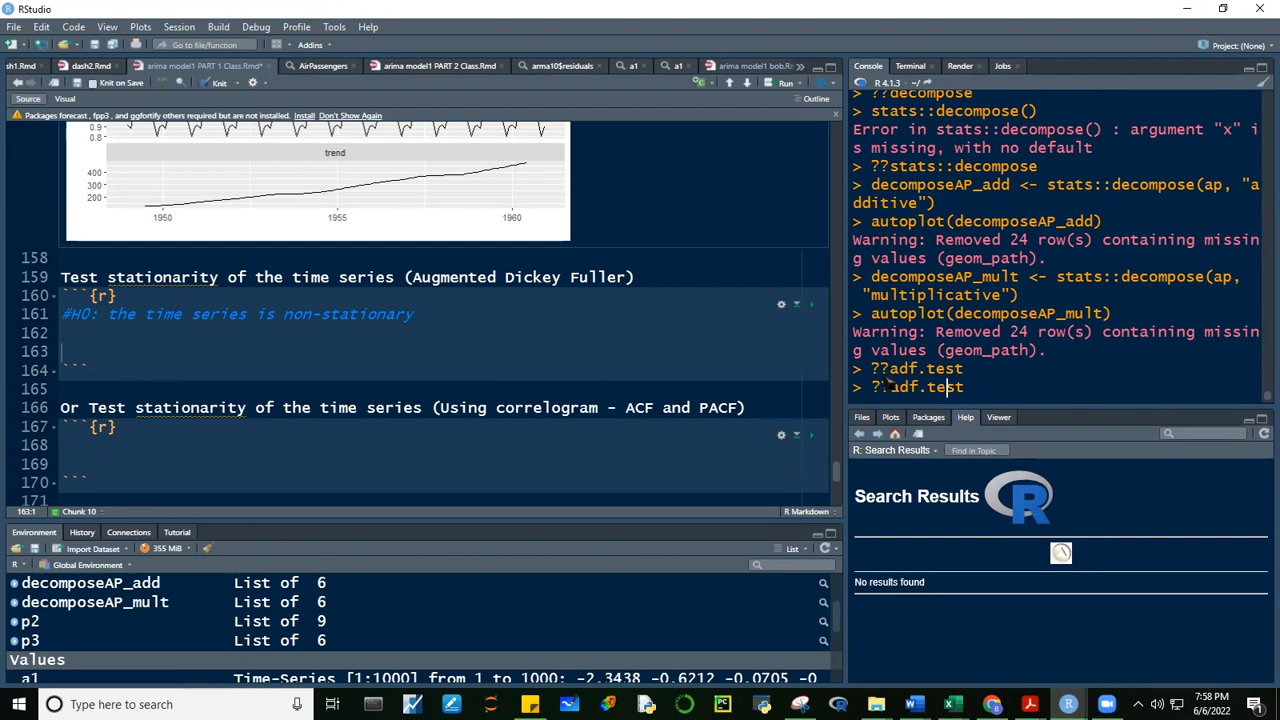 RStudio
File Edit Code View Plots Session Build Debug Profile Tools Help
Go to file/function
Addins
Project: (None)
sh1.Rmd
dash2.Rmd
arima model1 PART 1 Class.Rmd*
AirPassengers
arima model1 PART 2 Class.Rmd
arma10$residuals
a1
a1
arima model1 bob.Rn
Knit on Save
Knit
Run
Source Visual
Outline
Packages forecast, fpp3, and ggfortify others required but are not installed. Install Don't Show Again
0.9
0.8
trend
400
300
200
1950 1955 1960
158
159 Test stationarity of the time series (Augmented Dickey Fuller)
160 ```{r}
161 #HO: the time series is non-stationary
162
163
164 ```
165
166 Or Test stationarity of the time series (Using correlogram - ACF and PACF)
167 ```{r}
168
169
170 ```
171
163:1 Chunk 10 R Markdown
Environment History Connections Tutorial
Import Dataset 355 MiB List
R Global Environment
decomposeAP_add List of 6
decomposeAP_mult List of 6
p2 List of 9
p3 List of 6
Values
a1 Time-Series [1:1000] from 1 to 1000: -2.3438 -0.6212 -0.0705 -0
Console Terminal Render Jobs
R 4.1.3 · ~/
> ??decompose
> stats::decompose()
Error in stats::decompose() : argument "x" i
s missing, with no default
> ??stats::decompose
> decomposeAP_add <- stats::decompose(ap, "a
dditive")
> autoplot(decomposeAP_add)
Warning: Removed 24 row(s) containing missin
g values (geom_path).
> decomposeAP_mult <- stats::decompose(ap,
"multiplicative")
> autoplot(decomposeAP_mult)
Warning: Removed 24 row(s) containing missin
g values (geom_path).
> ??adf.test
> ??adf.test
Files Plots Packages Help Viewer
R: Search Results Find in Topic
Search Results
No results found
Type here to search
7:58 PM
6/6/2022